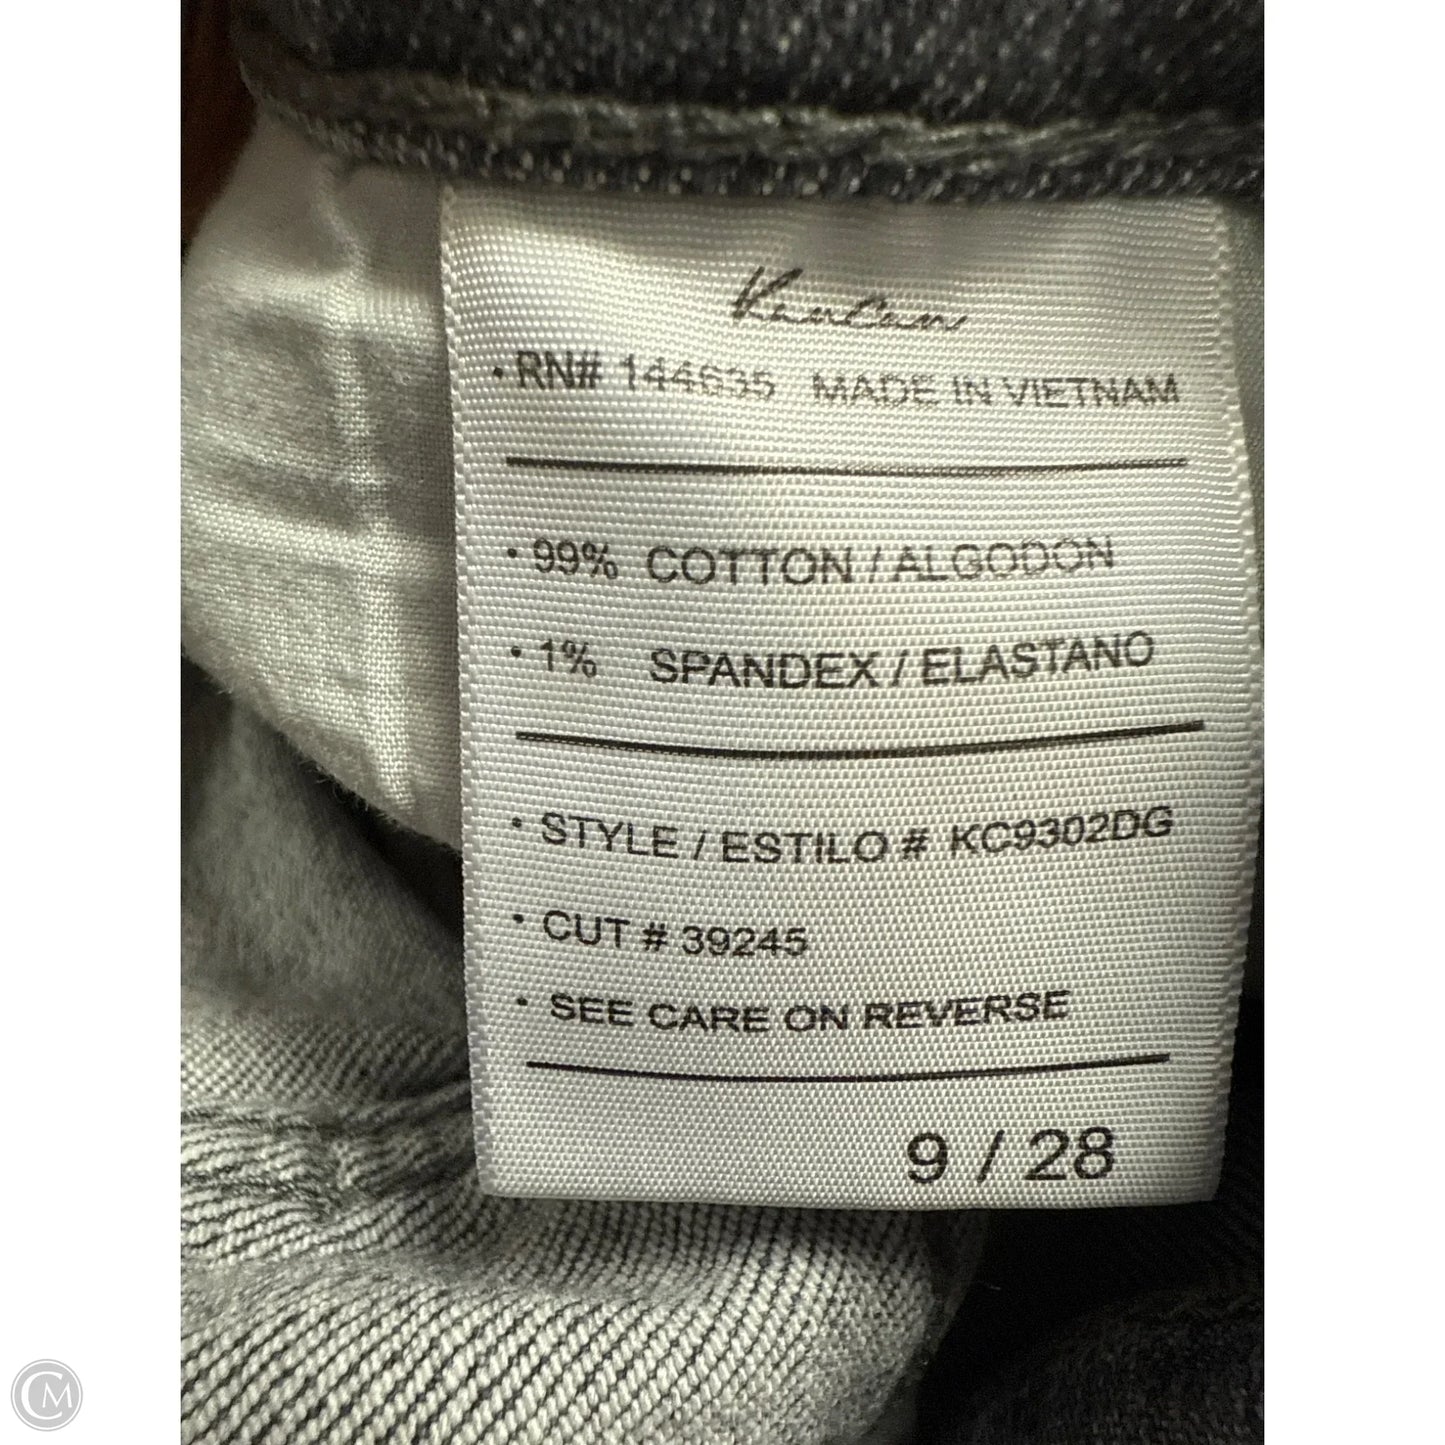 KanCan
• RN# 144635 MADE IN VIETNAM
• 99% COTTON / ALGODON
• 1% SPANDEX / ELASTANO
• STYLE / ESTILO # KC9302DG
• CUT # 39245
• SEE CARE ON REVERSE
9 / 28
CM